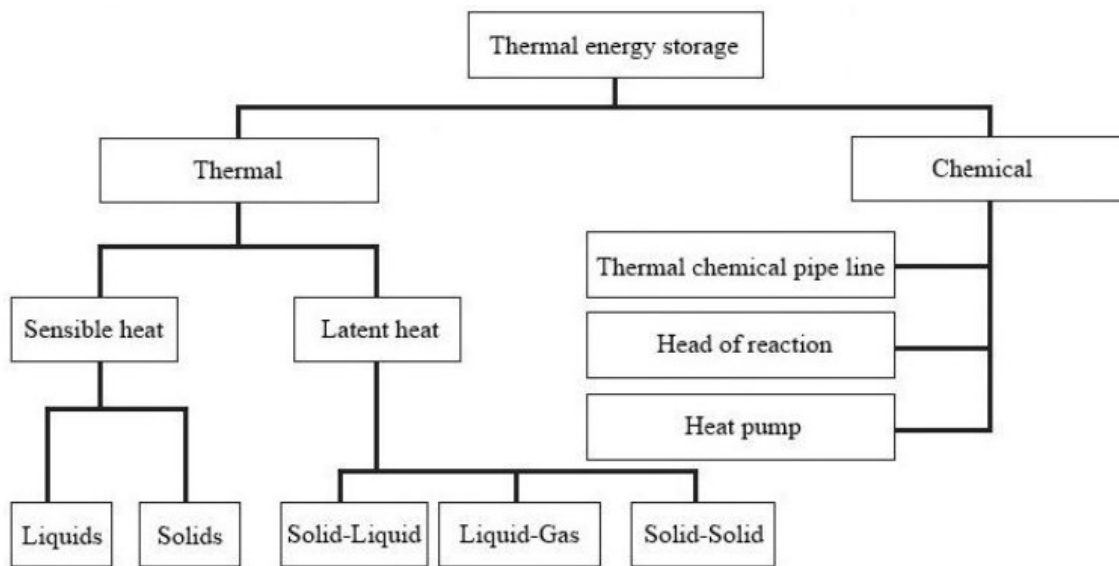 Thermal energy storage
Thermal
Chemical
Thermal chemical pipe line
Sensible heat
Latent heat
Head of reaction
Heat pump
Liquids
Solids
Solid-Liquid
Liquid-Gas
Solid-Solid